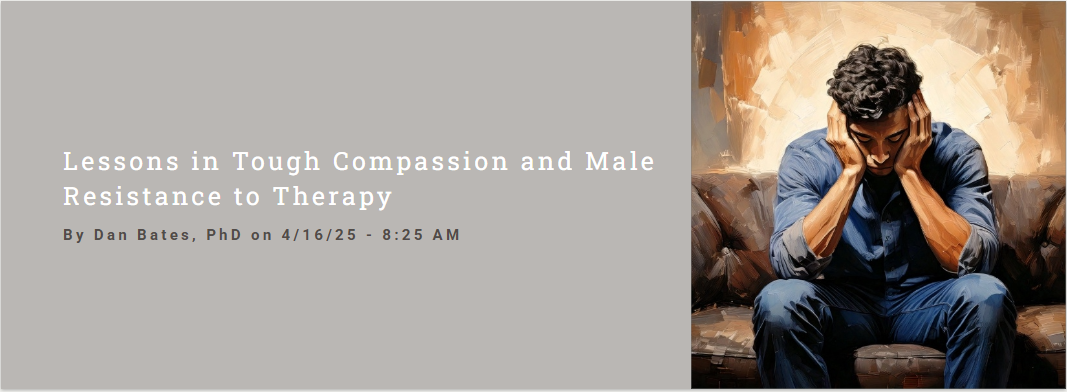 Lessons in Tough Compassion and Male
Resistance to Therapy
By Dan Bates, PhD on 4/16/25 - 8:25 AM